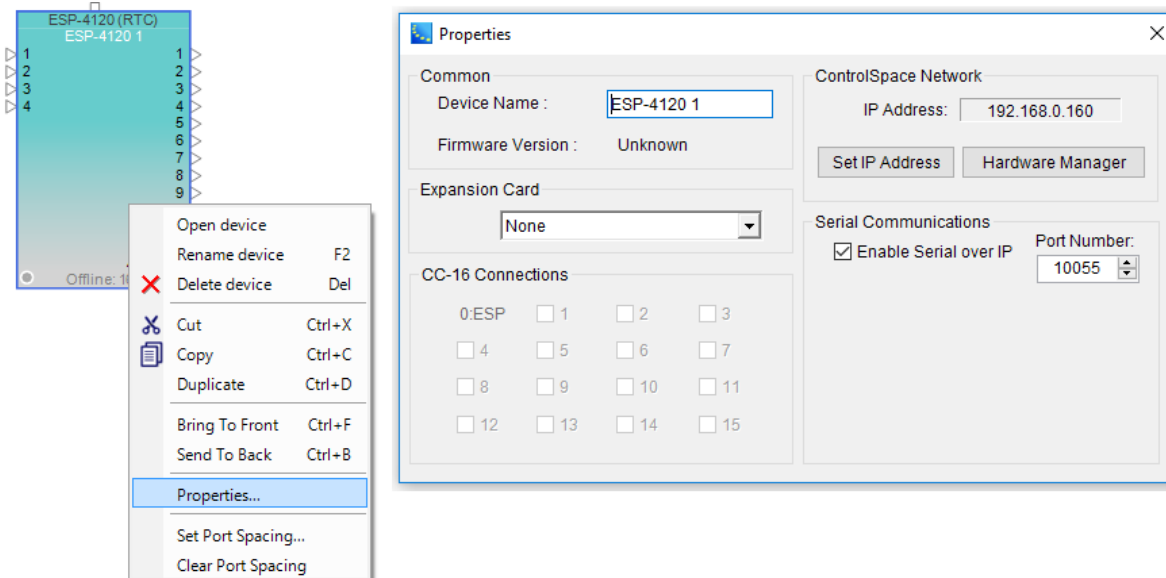 ESP-4120 (RTC)
ESP-4120 1
1 1
2 2
3 3
4 4
5
6
7
8
9
Offline: 10
Open device
Rename device F2
Delete device Del
Cut Ctrl+X
Copy Ctrl+C
Duplicate Ctrl+D
Bring To Front Ctrl+F
Send To Back Ctrl+B
Properties...
Set Port Spacing...
Clear Port Spacing
Properties
Common
Device Name : ESP-4120 1
Firmware Version : Unknown
Expansion Card
None
CC-16 Connections
0:ESP 1 2 3
4 5 6 7
8 9 10 11
12 13 14 15
ControlSpace Network
IP Address: 192.168.0.160
Set IP Address Hardware Manager
Serial Communications
Enable Serial over IP Port Number:
10055